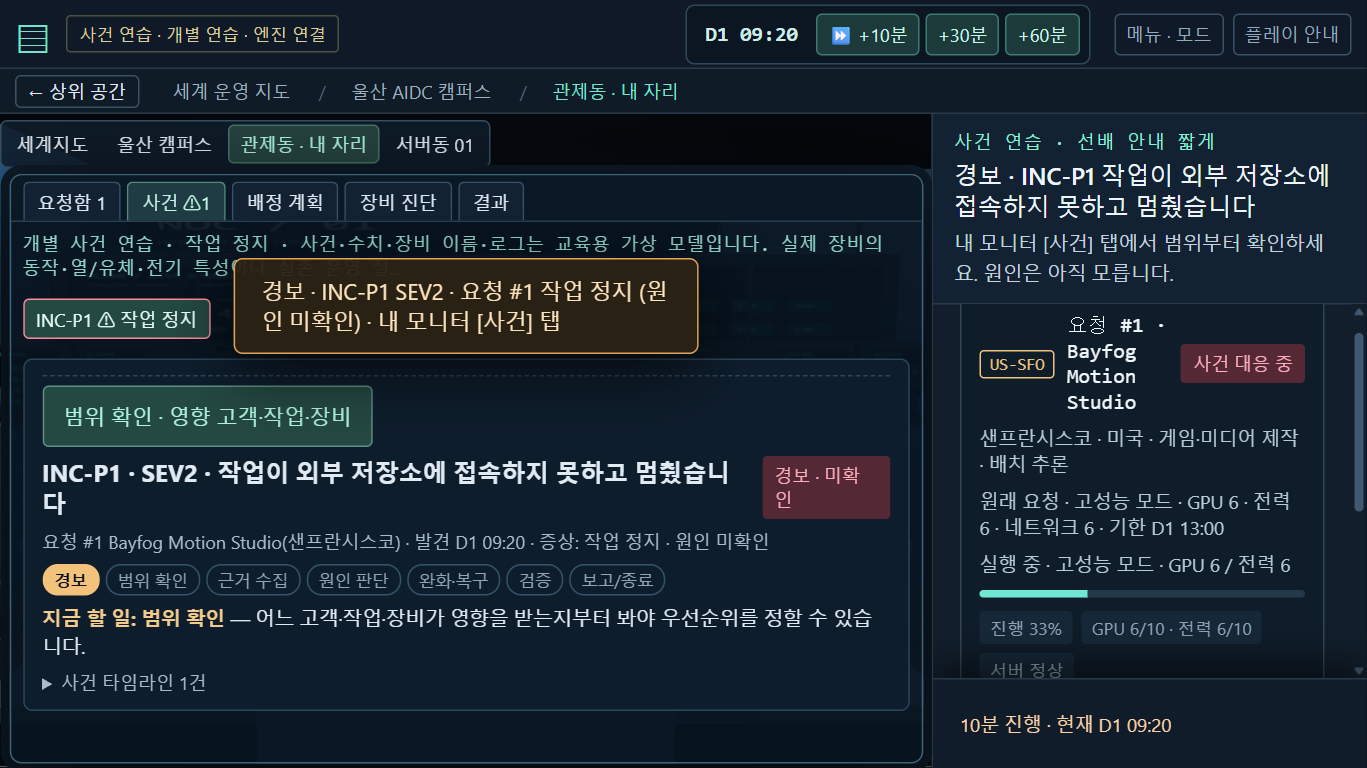 사건 연습 · 개별 연습 · 엔진 연결
D1 09:20
⏩ +10분
+30분
+60분
메뉴 · 모드
플레이 안내
← 상위 공간
세계 운영 지도 / 울산 AIDC 캠퍼스 / 관제동 · 내 자리
세계지도
울산 캠퍼스
관제동 · 내 자리
서버동 01
요청함 1
사건 ⚠1
배정 계획
장비 진단
결과
개별 사건 연습 · 작업 정지 · 사건·수치·장비 이름·로그는 교육용 가상 모델입니다. 실제 장비의
동작·열/유체·전기 특성
경보 · INC-P1 SEV2 · 요청 #1 작업 정지 (원
인 미확인) · 내 모니터 [사건] 탭
INC-P1 ⚠ 작업 정지
범위 확인 · 영향 고객·작업·장비
INC-P1 · SEV2 · 작업이 외부 저장소에 접속하지 못하고 멈췄습니
다
경보 · 미확
인
요청 #1 Bayfog Motion Studio(샌프란시스코) · 발견 D1 09:20 · 증상: 작업 정지 · 원인 미확인
경보
범위 확인
근거 수집
원인 판단
완화·복구
검증
보고/종료
지금 할 일: 범위 확인 — 어느 고객·작업·장비가 영향을 받는지부터 봐야 우선순위를 정할 수 있습
니다.
▶ 사건 타임라인 1건
사건 연습 · 선배 안내 짧게
경보 · INC-P1 작업이 외부 저장소에
접속하지 못하고 멈췄습니다
내 모니터 [사건] 탭에서 범위부터 확인하세
요. 원인은 아직 모릅니다.
US-SFO
요청 #1 ·
Bayfog
Motion
Studio
사건 대응 중
샌프란시스코 · 미국 · 게임·미디어 제작
· 배치 추론
원래 요청 · 고성능 모드 · GPU 6 · 전력
6 · 네트워크 6 · 기한 D1 13:00
실행 중 · 고성능 모드 · GPU 6 / 전력 6
진행 33%
GPU 6/10 · 전력 6/10
서버 정상
10분 진행 · 현재 D1 09:20